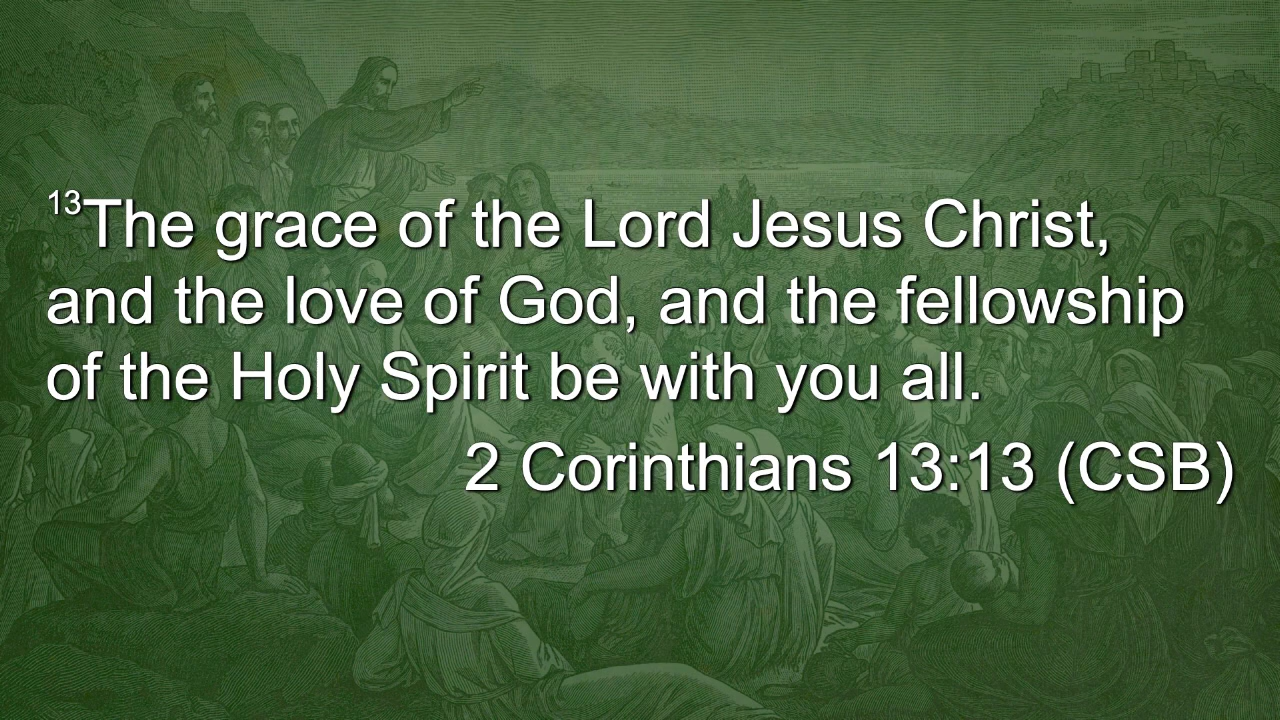 13The grace of the Lord Jesus Christ,
and the love of God, and the fellowship
of the Holy Spirit be with you all.
2 Corinthians 13:13 (CSB)